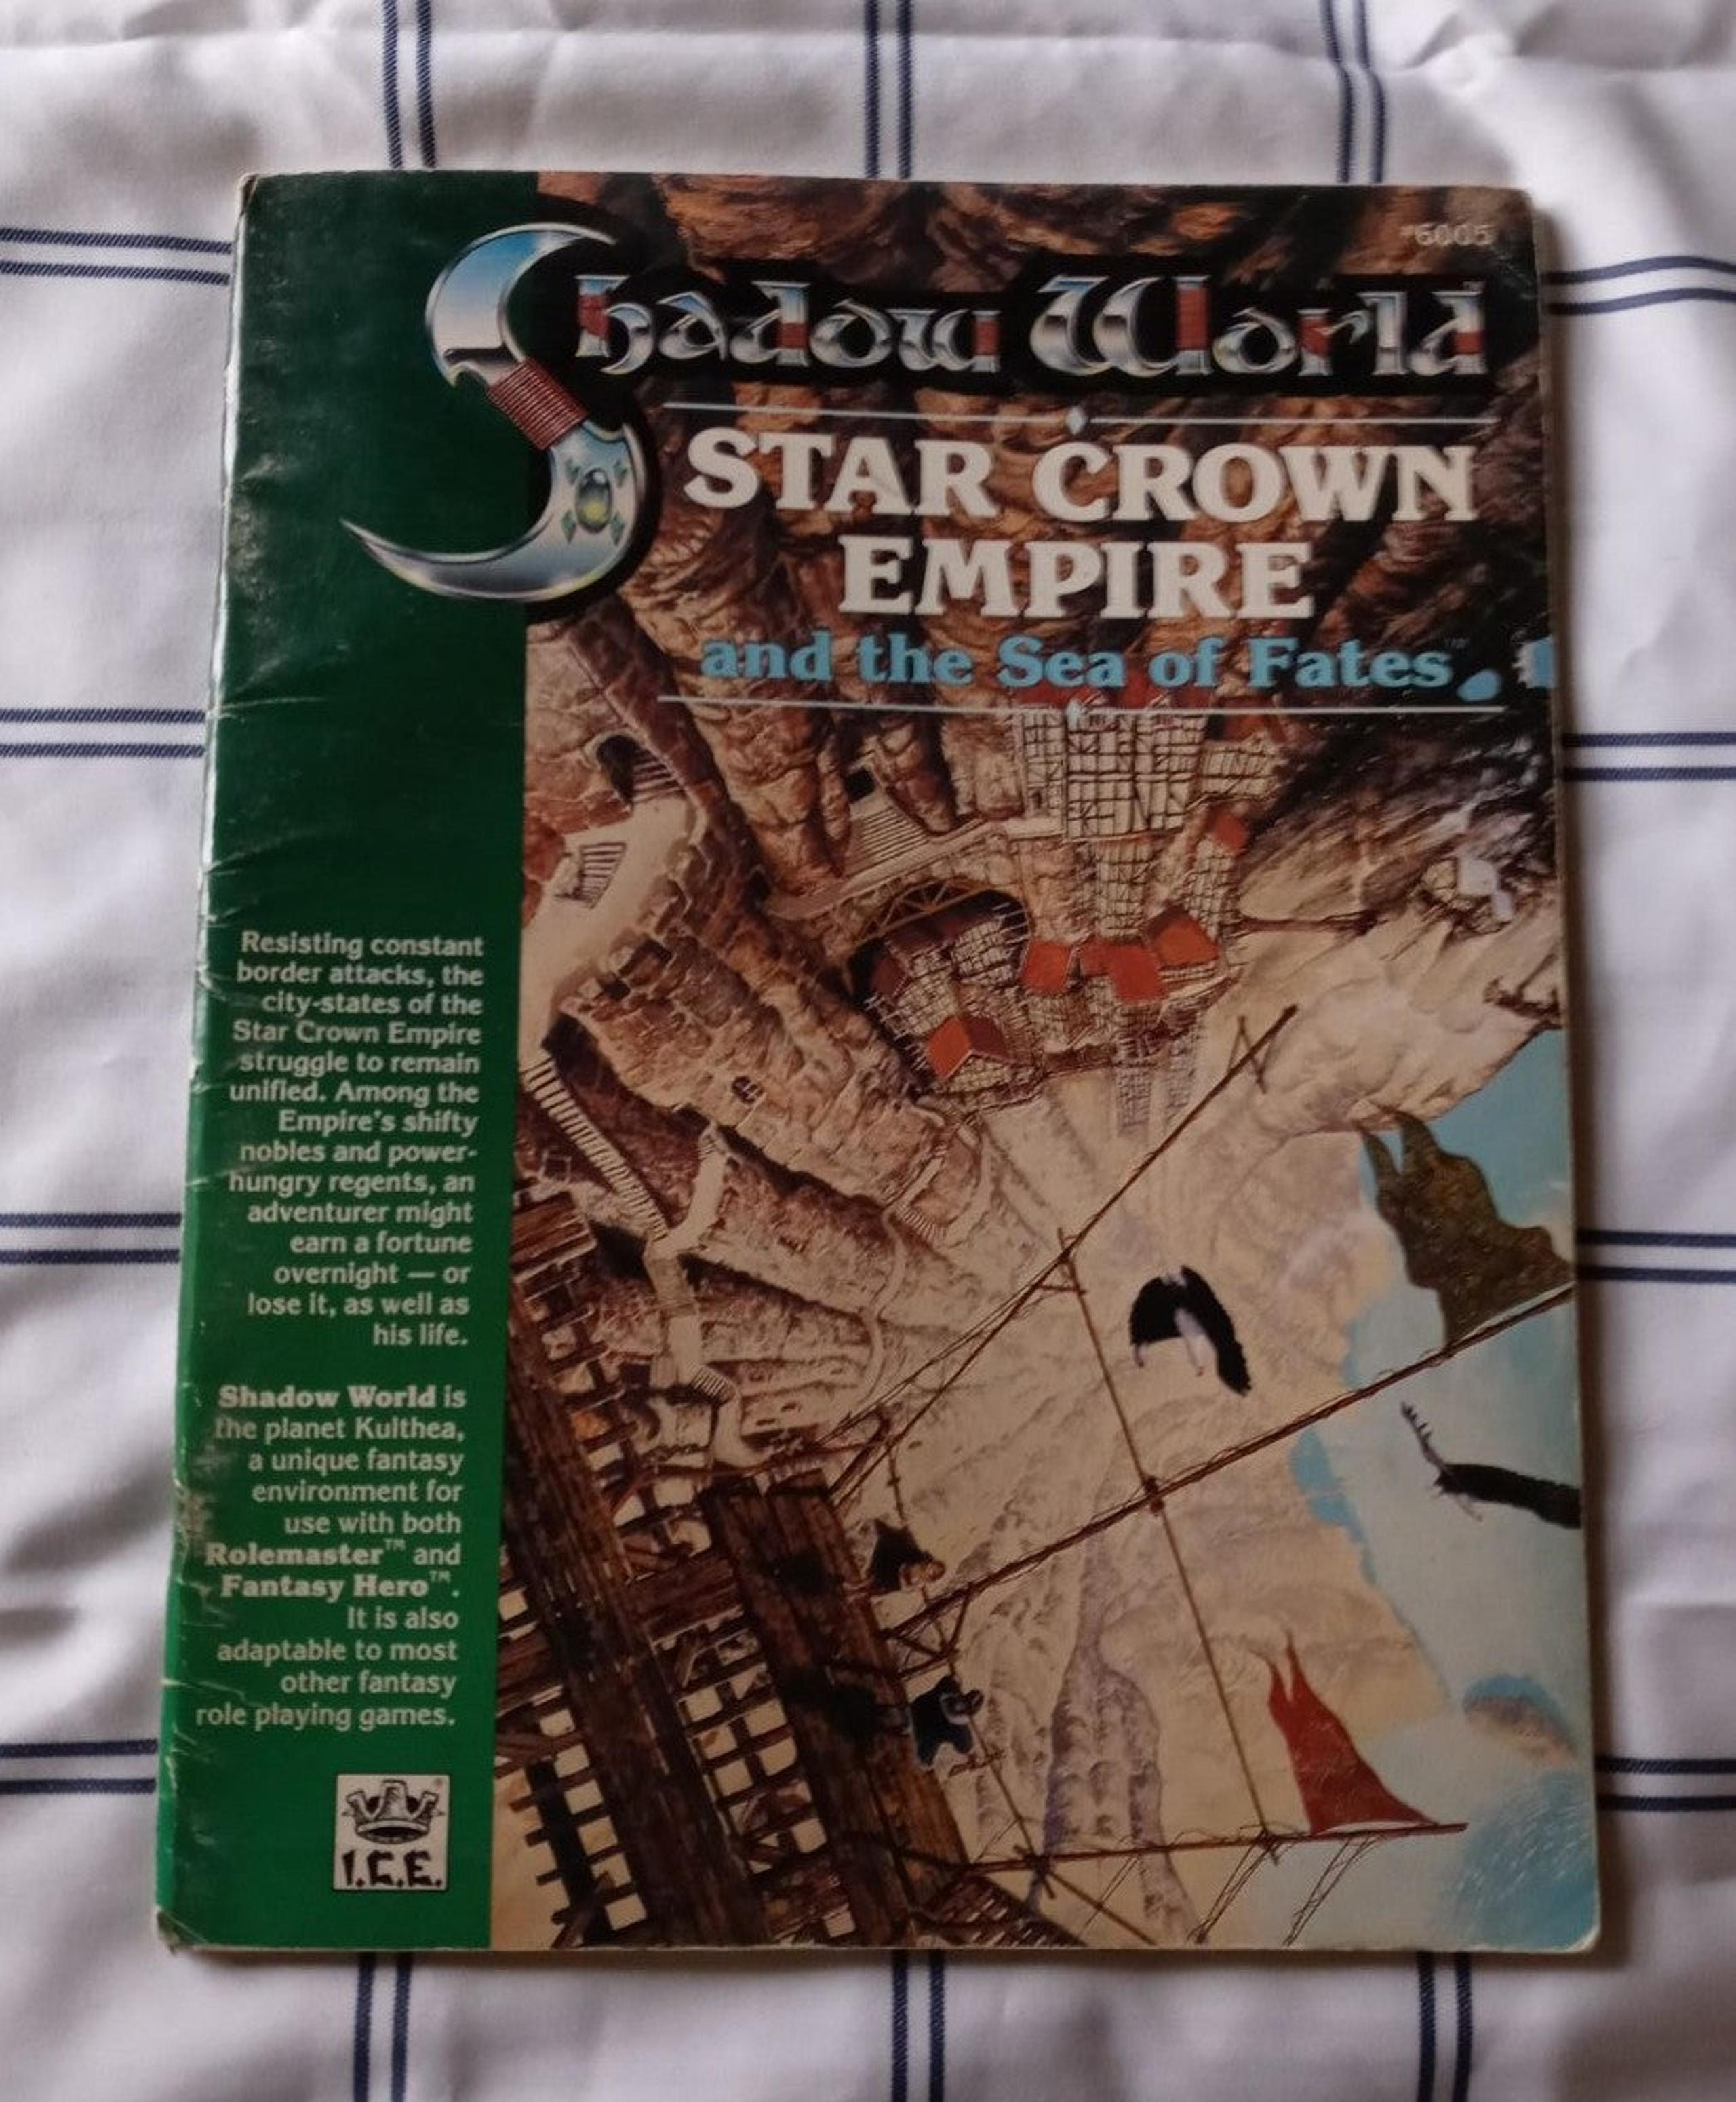 #6005
Shadow World
STAR CROWN
EMPIRE
and the Sea of Fates
Resisting constant
border attacks, the
city-states of the
Star Crown Empire
struggle to remain
unified. Among the
Empire's shifty
nobles and power-
hungry regents, an
adventurer might
earn a fortune
overnight — or
lose it, as well as
his life.
Shadow World is
the planet Kulthea,
a unique fantasy
environment for
use with both
Rolemaster™ and
Fantasy Hero™.
It is also
adaptable to most
other fantasy
role playing games.
I.C.E.